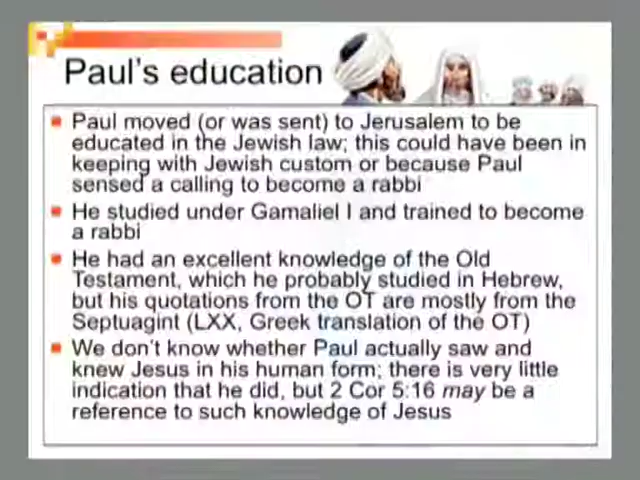 Paul's education
Paul moved (or was sent) to Jerusalem to be
educated in the Jewish law; this could have been in
keeping with Jewish custom or because Paul
sensed a calling to become a rabbi
He studied under Gamaliel I and trained to become
a rabbi
He had an excellent knowledge of the Old
Testament, which he probably studied in Hebrew,
but his quotations from the OT are mostly from the
Septuagint (LXX, Greek translation of the OT)
We don't know whether Paul actually saw and
knew Jesus in his human form; there is very little
indication that he did, but 2 Cor 5:16 may be a
reference to such knowledge of Jesus